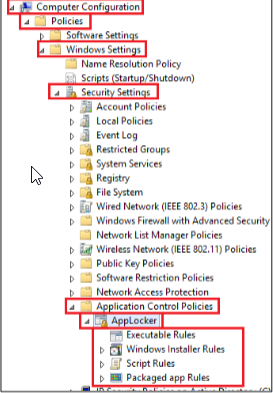 Computer Configuration
Policies
Software Settings
Windows Settings
Name Resolution Policy
Scripts (Startup/Shutdown)
Security Settings
Account Policies
Local Policies
Event Log
Restricted Groups
System Services
Registry
File System
Wired Network (IEEE 802.3) Policies
Windows Firewall with Advanced Security
Network List Manager Policies
Wireless Network (IEEE 802.11) Policies
Public Key Policies
Software Restriction Policies
Network Access Protection
Application Control Policies
AppLocker
Executable Rules
Windows Installer Rules
Script Rules
Packaged app Rules